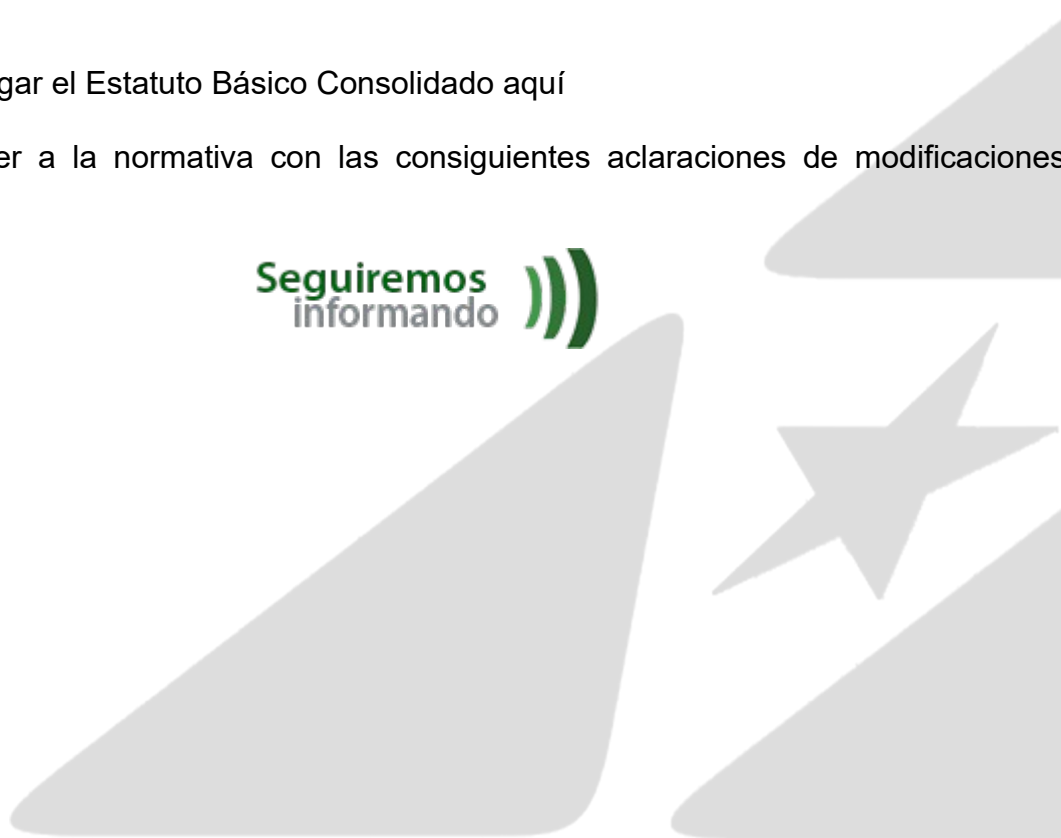 gar el Estatuto Básico Consolidado aquí
er a la normativa con las consiguientes aclaraciones de modificaciones
Seguiremos
informando